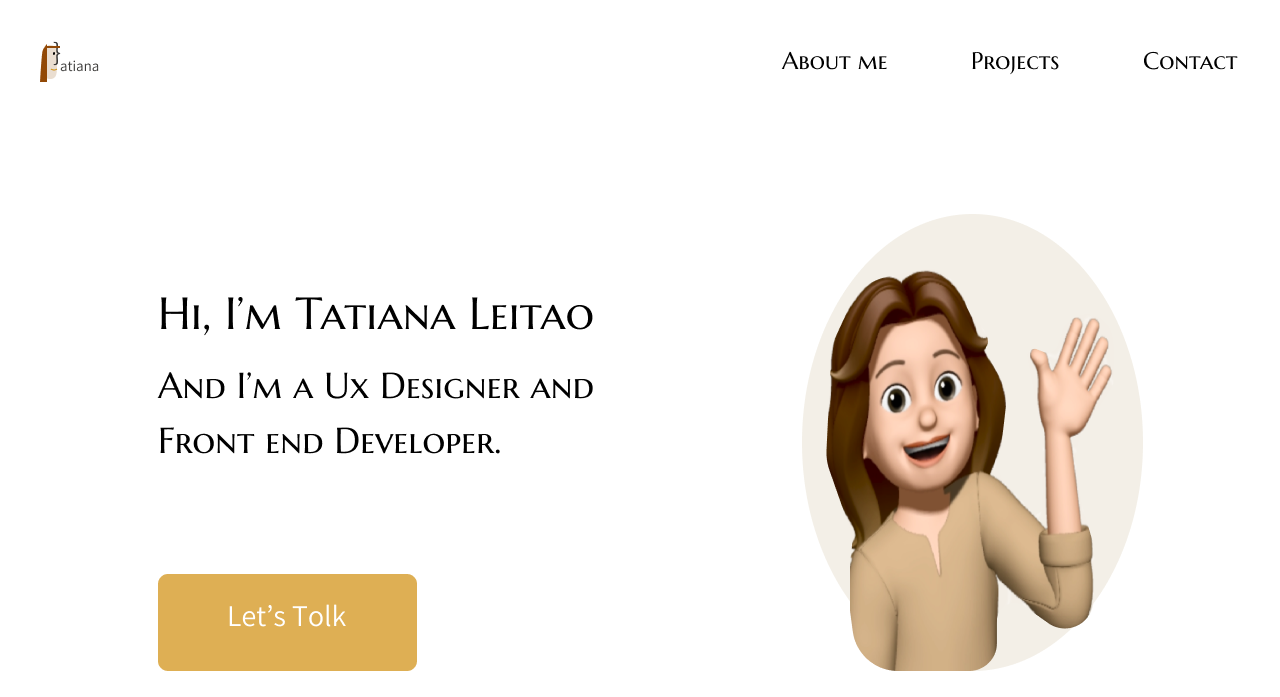 Tatiana
About me
Projects
Contact
Hi, I’m Tatiana Leitao
And I’m a Ux Designer and
Front end Developer.
Let’s Tolk